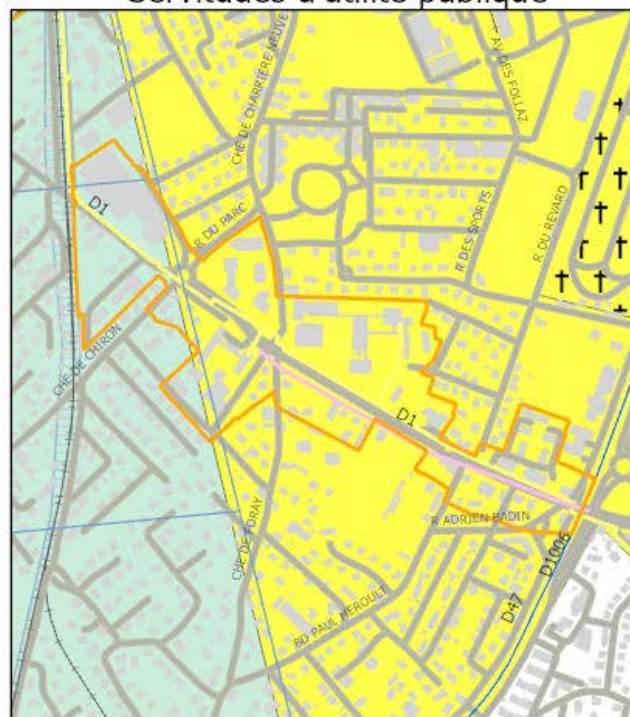 Servitudes d'utilité publique
AV DES FOLLAZ
CHE DE CHARRIERE NEUVE
D1
R DU PARC
R DES SPORTS
R DU REVARD
CHE DE CHIRON
D1
R ADRIEN BADIN
CHE DE FORAY
D1006
BD PAUL HEROULT
D47